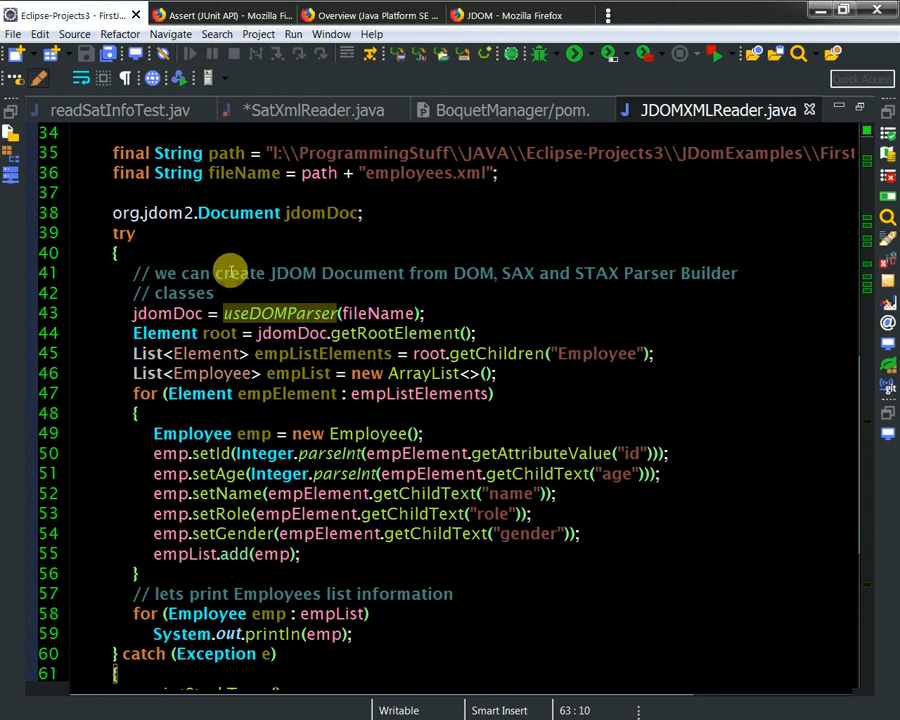 Eclipse-Projects3 - FirstJ...
Assert (JUnit API) - Mozilla Fi...
Overview (Java Platform SE ...
JDOM - Mozilla Firefox
File Edit Source Refactor Navigate Search Project Run Window Help
Quick Access
readSatInfoTest.jav
*SatXmlReader.java
BoquetManager/pom.
JDOMXMLReader.java
34
35 final String path = "I:\\ProgrammingStuff\\JAVA\\Eclipse-Projects3\\JDomExamples\\First
36 final String fileName = path + "employees.xml";
37
38 org.jdom2.Document jdomDoc;
39 try
40 {
41 // we can create JDOM Document from DOM, SAX and STAX Parser Builder
42 // classes
43 jdomDoc = useDOMParser(fileName);
44 Element root = jdomDoc.getRootElement();
45 List<Element> empListElements = root.getChildren("Employee");
46 List<Employee> empList = new ArrayList<>();
47 for (Element empElement : empListElements)
48 {
49 Employee emp = new Employee();
50 emp.setId(Integer.parseInt(empElement.getAttributeValue("id")));
51 emp.setAge(Integer.parseInt(empElement.getChildText("age")));
52 emp.setName(empElement.getChildText("name"));
53 emp.setRole(empElement.getChildText("role"));
54 emp.setGender(empElement.getChildText("gender"));
55 empList.add(emp);
56 }
57 // lets print Employees list information
58 for (Employee emp : empList)
59 System.out.println(emp);
60 } catch (Exception e)
61 {
Writable
Smart Insert
63 : 10